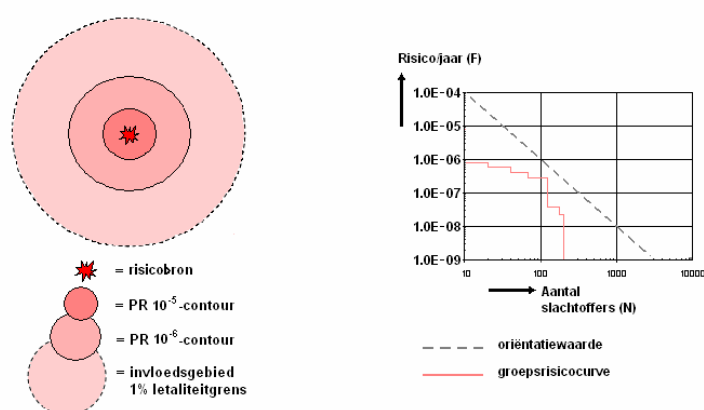 = risicobron
= PR 10-5-contour
= PR 10-6-contour
= invloedsgebied
1% letaliteitgrens
Risico/jaar (F)
1.0E-04
1.0E-05
1.0E-06
1.0E-07
1.0E-08
1.0E-09
10
100
1000
10000
Aantal
slachtoffers (N)
oriëntatiewaarde
groepsrisicocurve